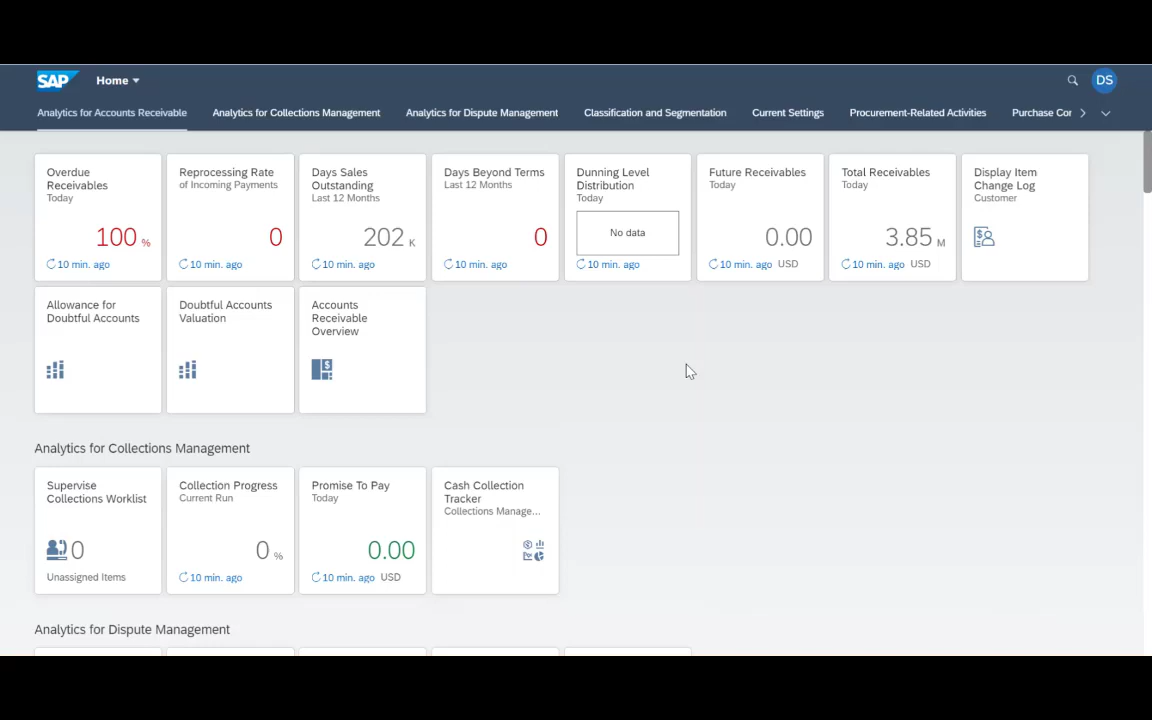 SAP Home
DS
Analytics for Accounts Receivable Analytics for Collections Management Analytics for Dispute Management Classification and Segmentation Current Settings Procurement-Related Activities Purchase Cor
Overdue
Receivables
Today
100 %
10 min. ago
Reprocessing Rate
of Incoming Payments
0
10 min. ago
Days Sales
Outstanding
Last 12 Months
202 K
10 min. ago
Days Beyond Terms
Last 12 Months
0
10 min. ago
Dunning Level
Distribution
Today
No data
10 min. ago
Future Receivables
Today
0.00
10 min. ago USD
Total Receivables
Today
3.85 M
10 min. ago USD
Display Item
Change Log
Customer
Allowance for
Doubtful Accounts
Doubtful Accounts
Valuation
Accounts
Receivable
Overview
Analytics for Collections Management
Supervise
Collections Worklist
0
Unassigned Items
Collection Progress
Current Run
0 %
10 min. ago
Promise To Pay
Today
0.00
10 min. ago USD
Cash Collection
Tracker
Collections Manage...
Analytics for Dispute Management